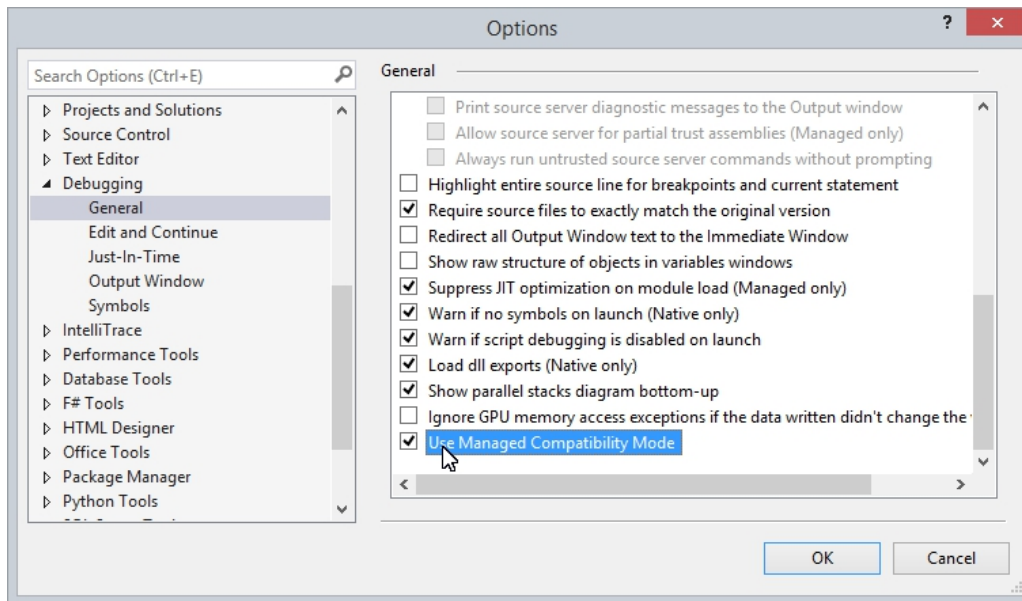 Options
?
Search Options (Ctrl+E)
Projects and Solutions
Source Control
Text Editor
Debugging
General
Edit and Continue
Just-In-Time
Output Window
Symbols
IntelliTrace
Performance Tools
Database Tools
F# Tools
HTML Designer
Office Tools
Package Manager
Python Tools
General
Print source server diagnostic messages to the Output window
Allow source server for partial trust assemblies (Managed only)
Always run untrusted source server commands without prompting
Highlight entire source line for breakpoints and current statement
Require source files to exactly match the original version
Redirect all Output Window text to the Immediate Window
Show raw structure of objects in variables windows
Suppress JIT optimization on module load (Managed only)
Warn if no symbols on launch (Native only)
Warn if script debugging is disabled on launch
Load dll exports (Native only)
Show parallel stacks diagram bottom-up
Ignore GPU memory access exceptions if the data written didn't change the
Use Managed Compatibility Mode
OK
Cancel